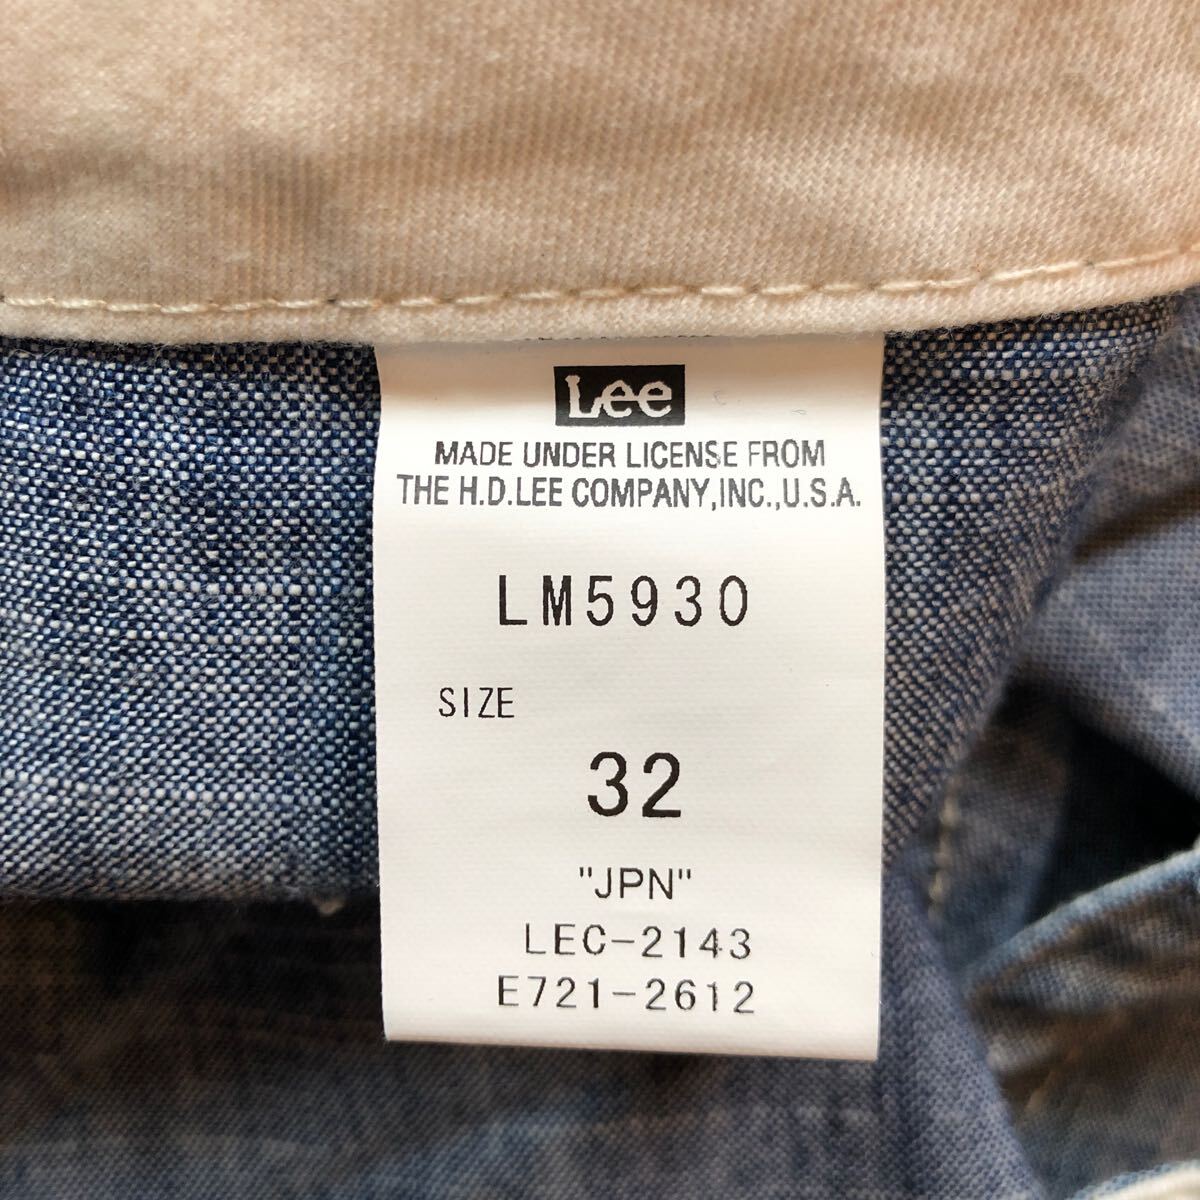 Lee
MADE UNDER LICENSE FROM
THE H.D.LEE COMPANY,INC.,U.S.A.
LM5930
SIZE
32
"JPN"
LEC-2143
E721-2612